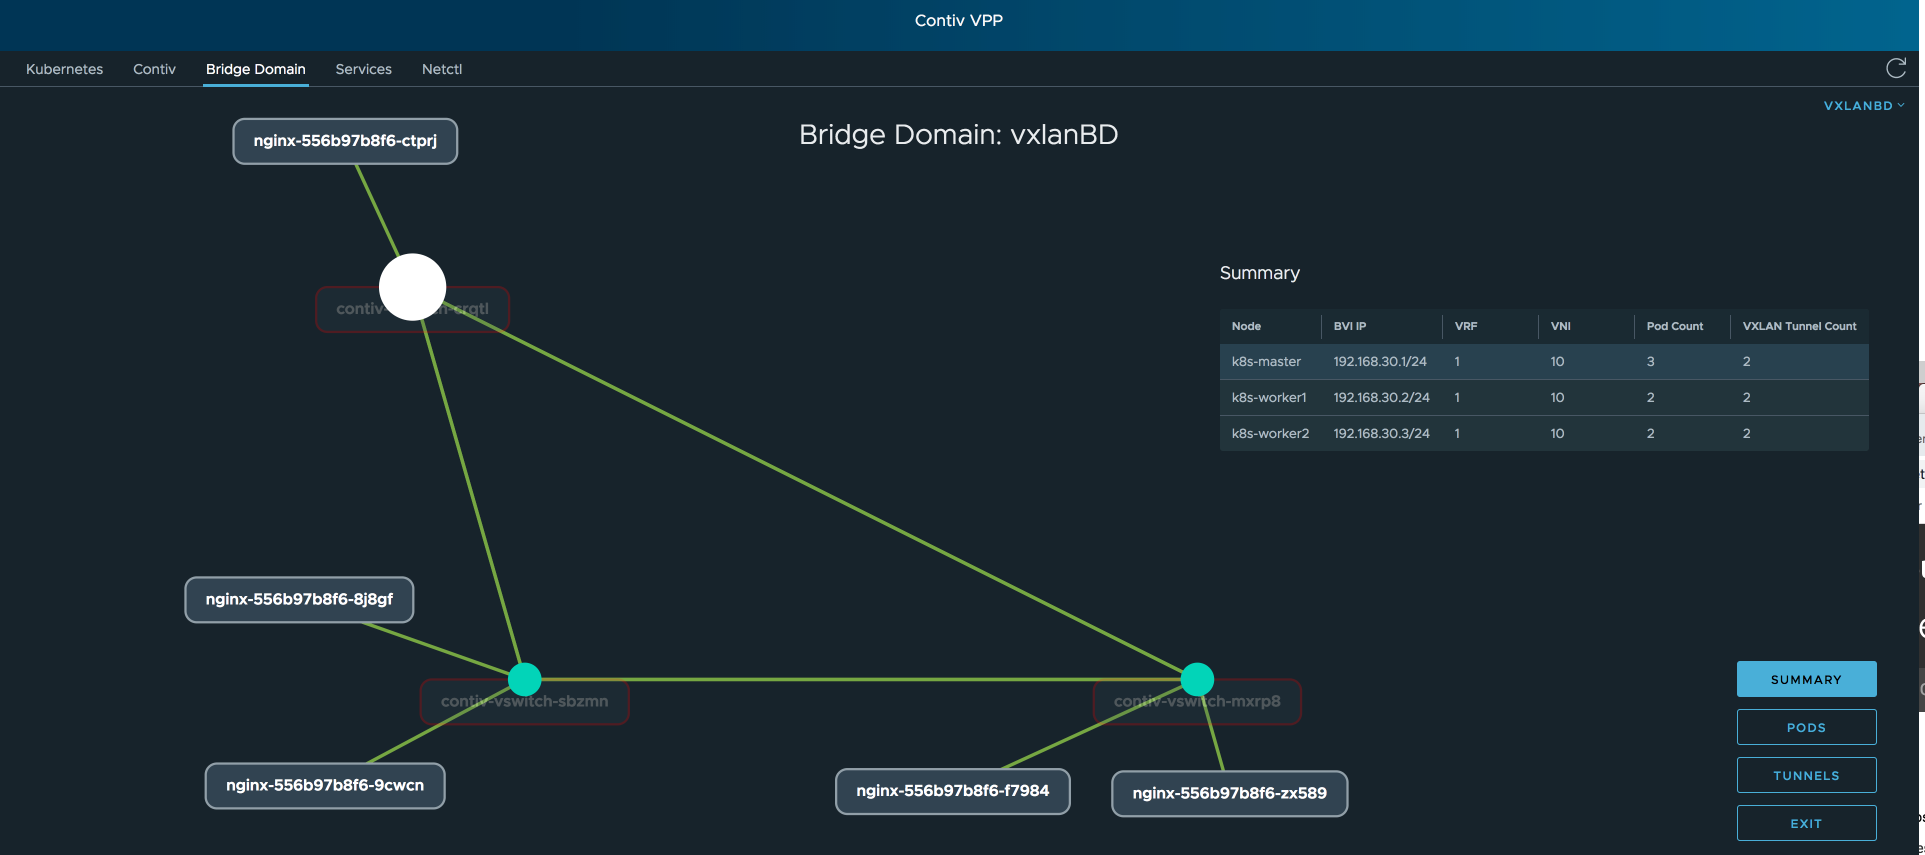 Contiv VPP
Kubernetes Contiv Bridge Domain Services Netctl
VXLANBD
Bridge Domain: vxlanBD
nginx-556b97b8f6-ctprj
Summary
Node BVI IP VRF VNI Pod Count VXLAN Tunnel Count
k8s-master 192.168.30.1/24 1 10 3 2
k8s-worker1 192.168.30.2/24 1 10 2 2
k8s-worker2 192.168.30.3/24 1 10 2 2
nginx-556b97b8f6-8j8gf
contiv-vswitch-sbzmn
contiv-vswitch-mxrp8
nginx-556b97b8f6-9cwcn
nginx-556b97b8f6-f7984
nginx-556b97b8f6-zx589
SUMMARY
PODS
TUNNELS
EXIT